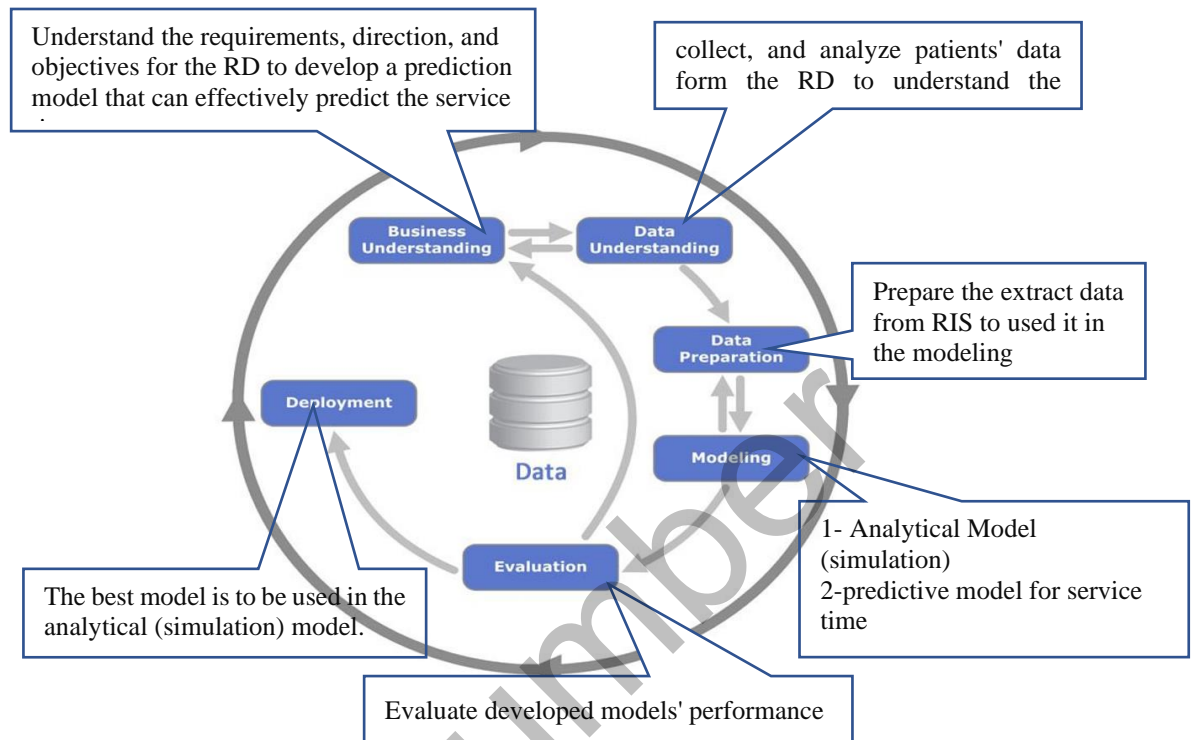 Understand the requirements, direction, and
objectives for the RD to develop a prediction
model that can effectively predict the service
collect, and analyze patients' data
form the RD to understand the
Business
Understanding
Data
Understanding
Prepare the extract data
from RIS to used it in
the modeling
Data
Preparation
Deployment
Data
Modeling
1- Analytical Model
(simulation)
2-predictive model for service
time
Evaluation
The best model is to be used in the
analytical (simulation) model.
Evaluate developed models' performance